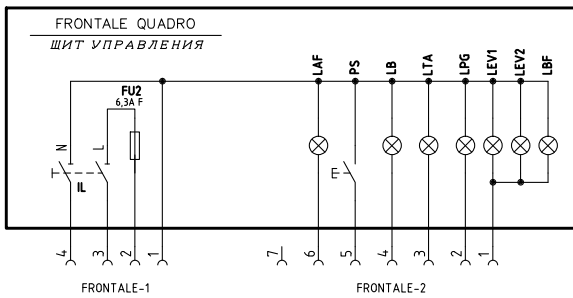 FRONTALE QUADRO
ЩИТ УПРАВЛЕНИЯ
LAF PS LB LTA LPG LEV1 LEV2 LBF
FU2
6,3A F
N L
IL
4 3 2 1 7 6 5 4 3 2 1
FRONTALE-1 FRONTALE-2